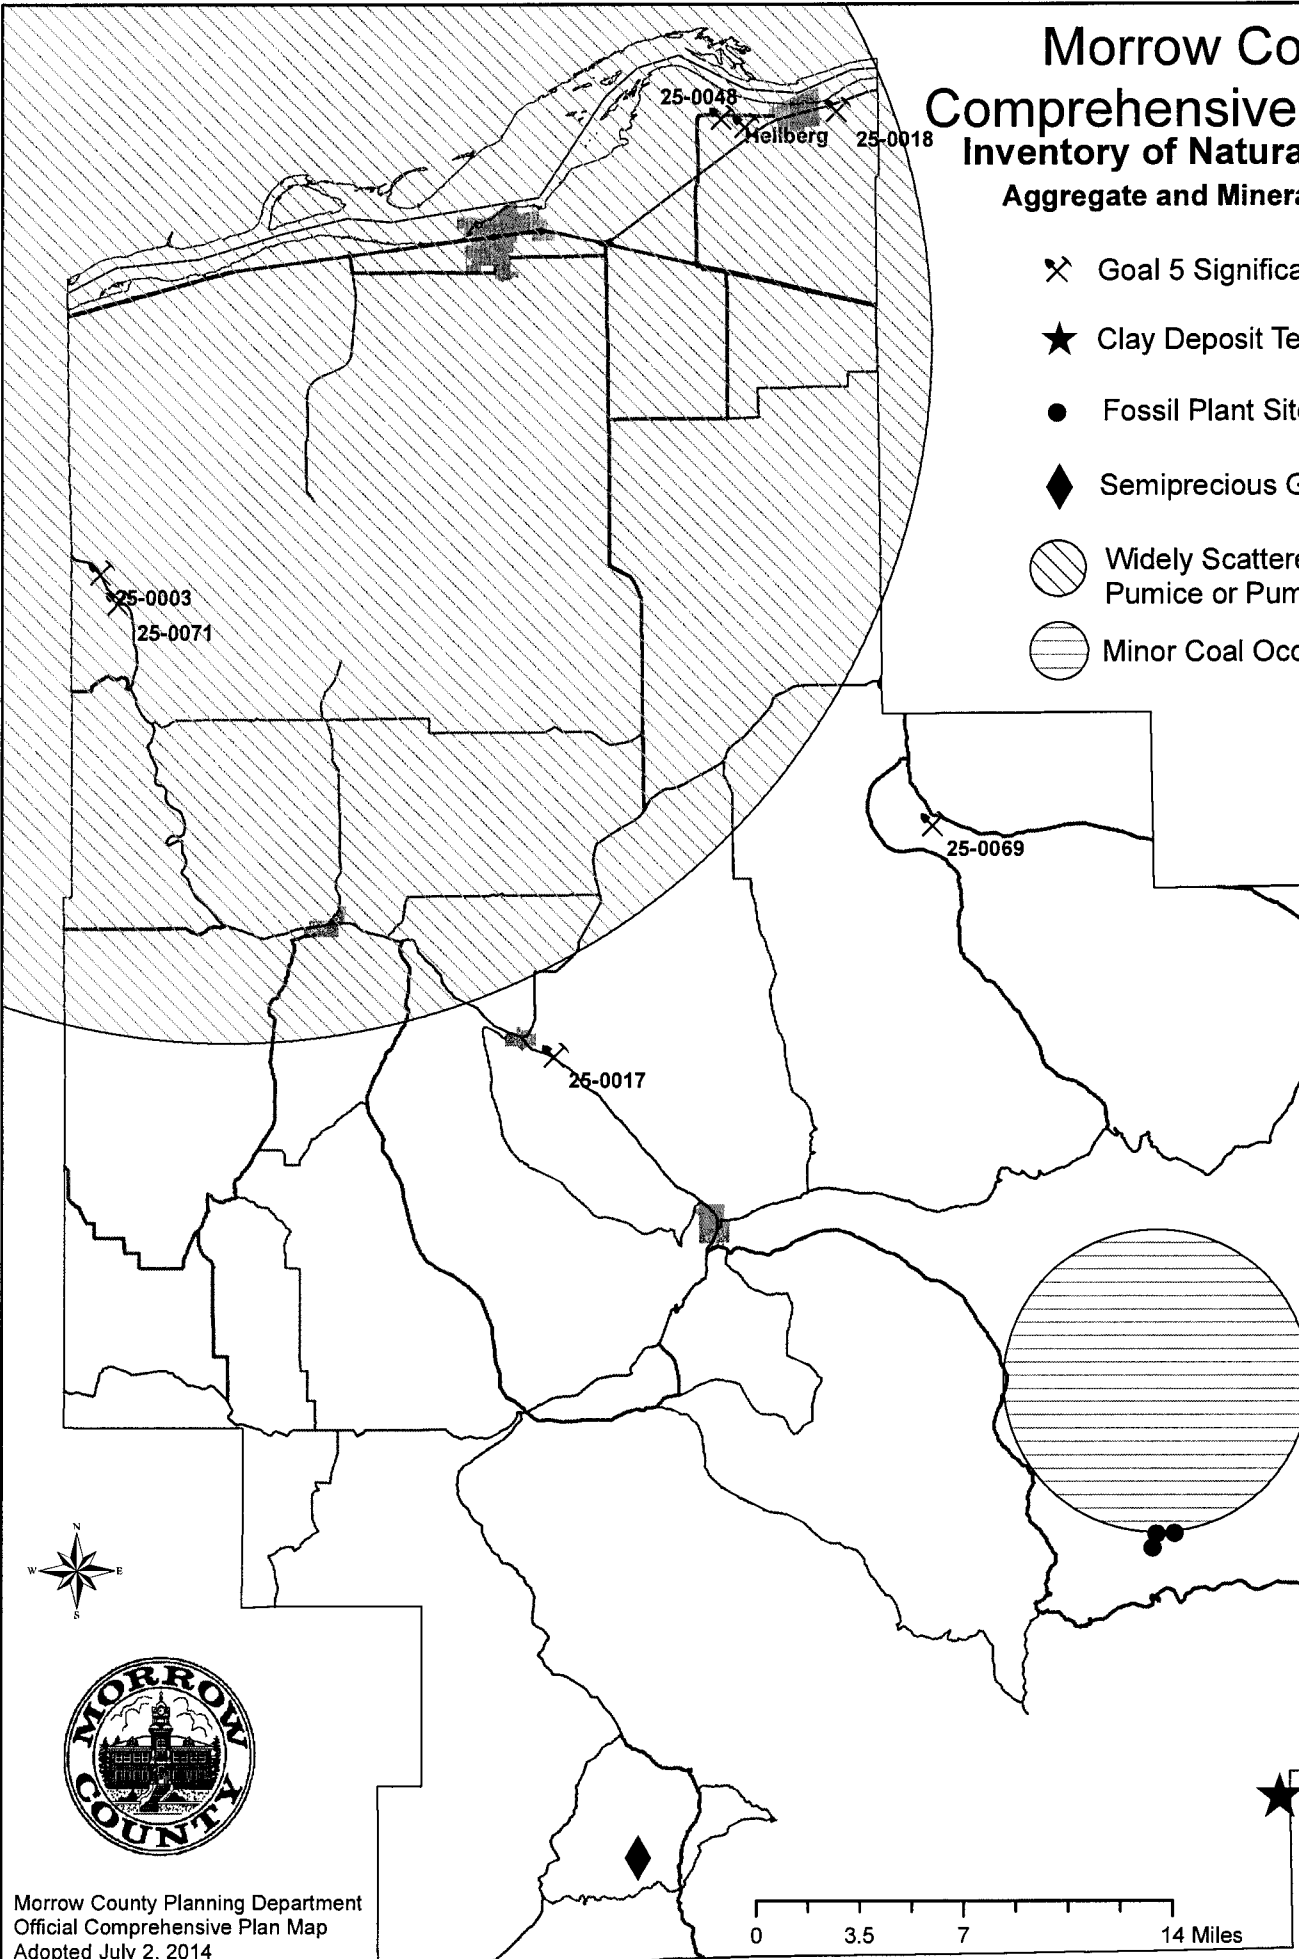 Morrow Co
Comprehensive
Inventory of Natura
Aggregate and Minera
Goal 5 Significa
Clay Deposit Te
Fossil Plant Sit
Semiprecious G
Widely Scattere
Pumice or Pum
Minor Coal Occ
25-0048
Hellberg
25-0018
25-0003
25-0071
25-0069
25-0017
N
W
E
S
MORROW
COUNTY
Morrow County Planning Department
Official Comprehensive Plan Map
Adopted July 2, 2014
0 3.5 7 14 Miles